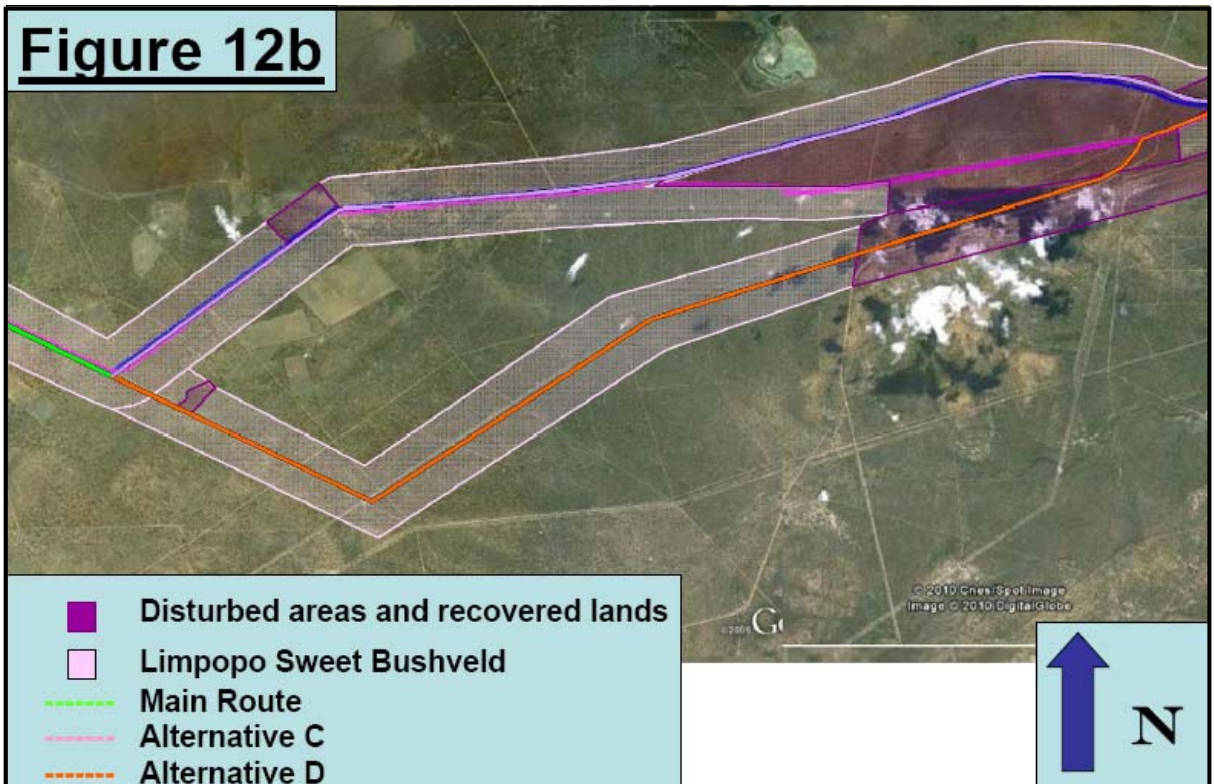 Figure 12b
© 2010 Cnes/Spot Image
Image © 2010 DigitalGlobe
Disturbed areas and recovered lands
Limpopo Sweet Bushveld
Main Route
Alternative C
Alternative D
N